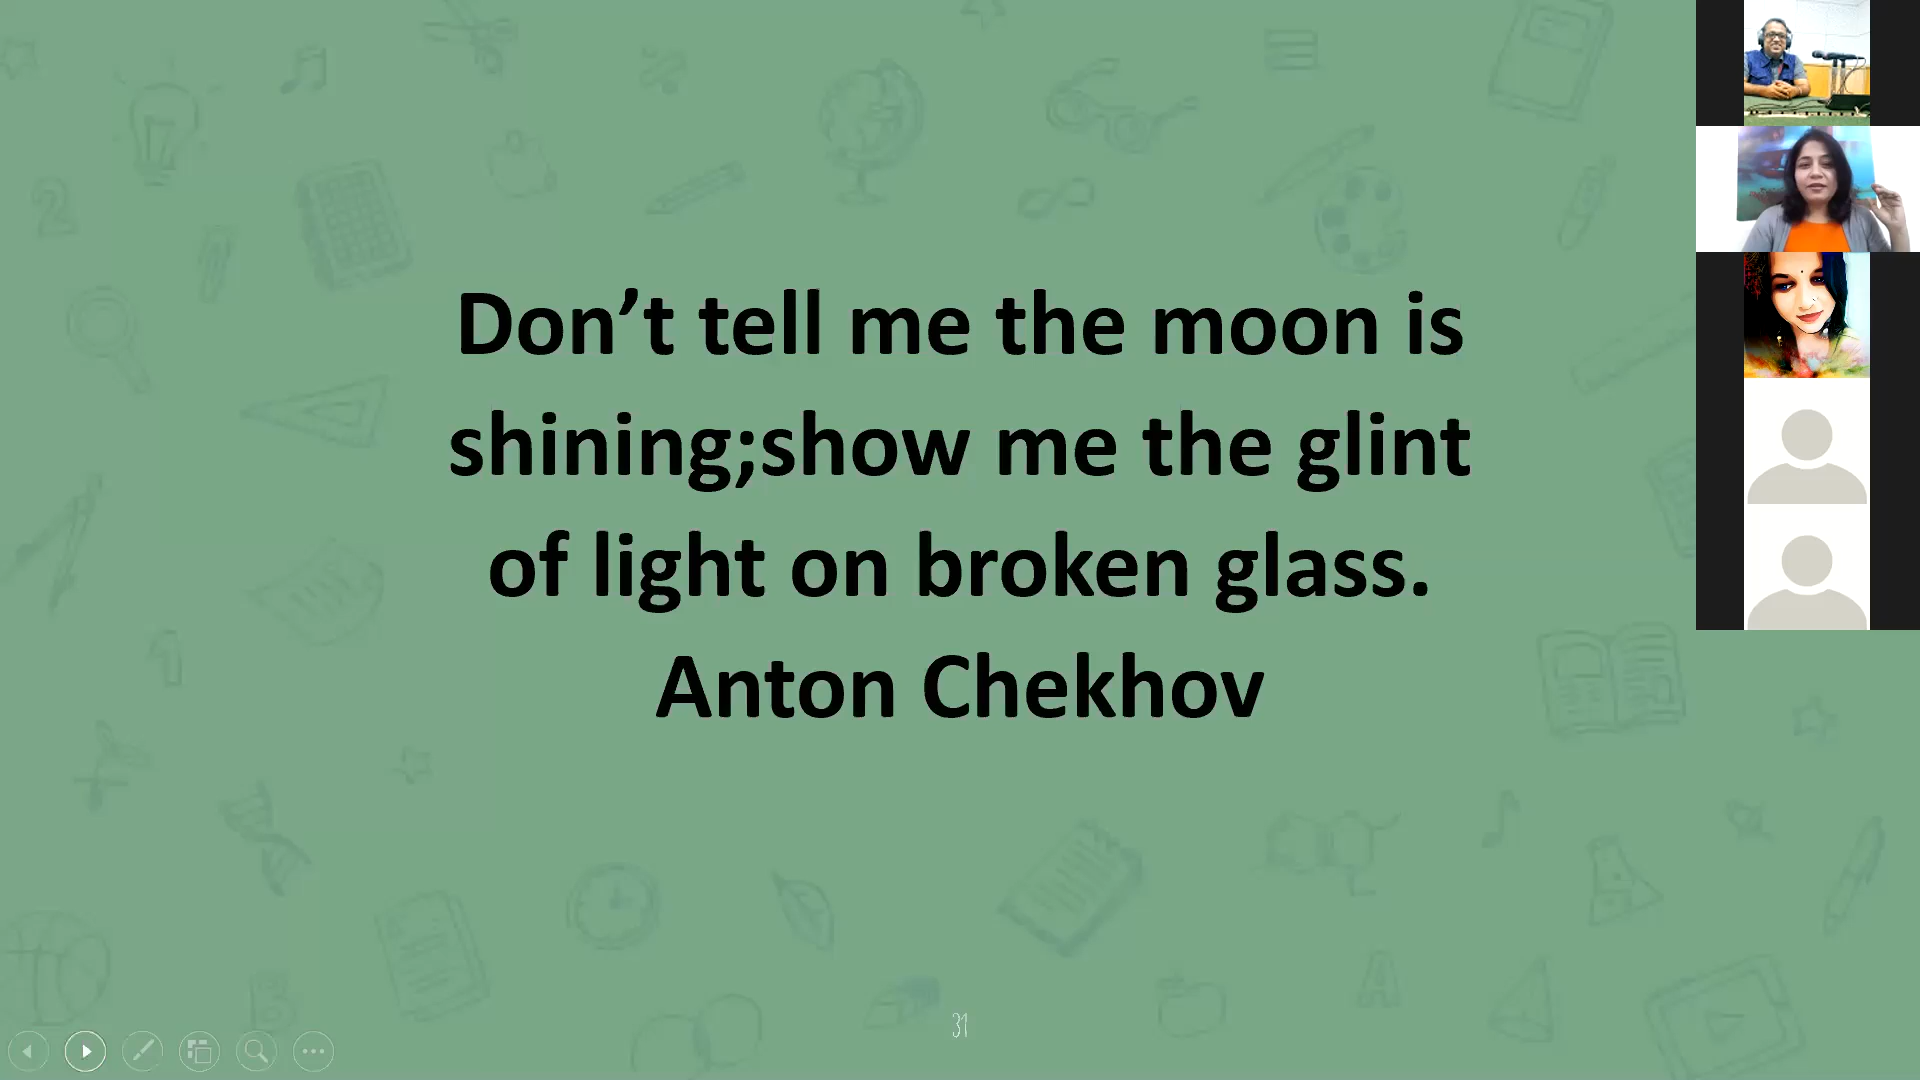 Don’t tell me the moon is
shining;show me the glint
of light on broken glass.
Anton Chekhov
31